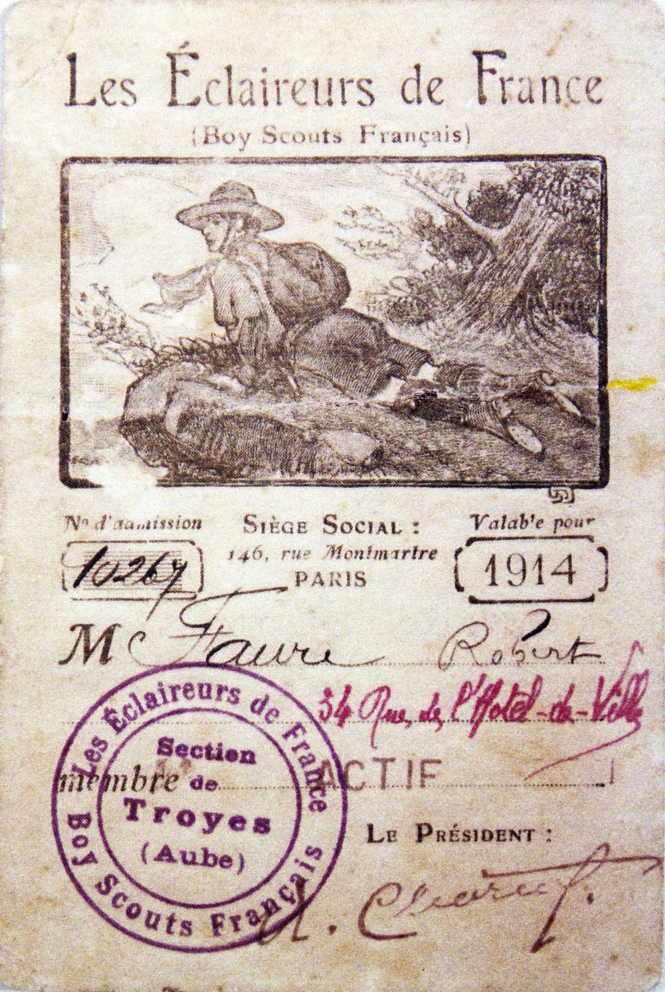 Les Éclaireurs de France
(Boy Scouts Français)
No d'admission
10267
SIÈGE SOCIAL :
146, rue Montmartre
PARIS
Valable pour
1914
M Faure Robert
34 Rue de l'Hotel-de-Ville
membre ACTIF
Les Éclaireurs de France
Section
de
Troyes
(Aube)
Boy Scouts Français
LE PRÉSIDENT :